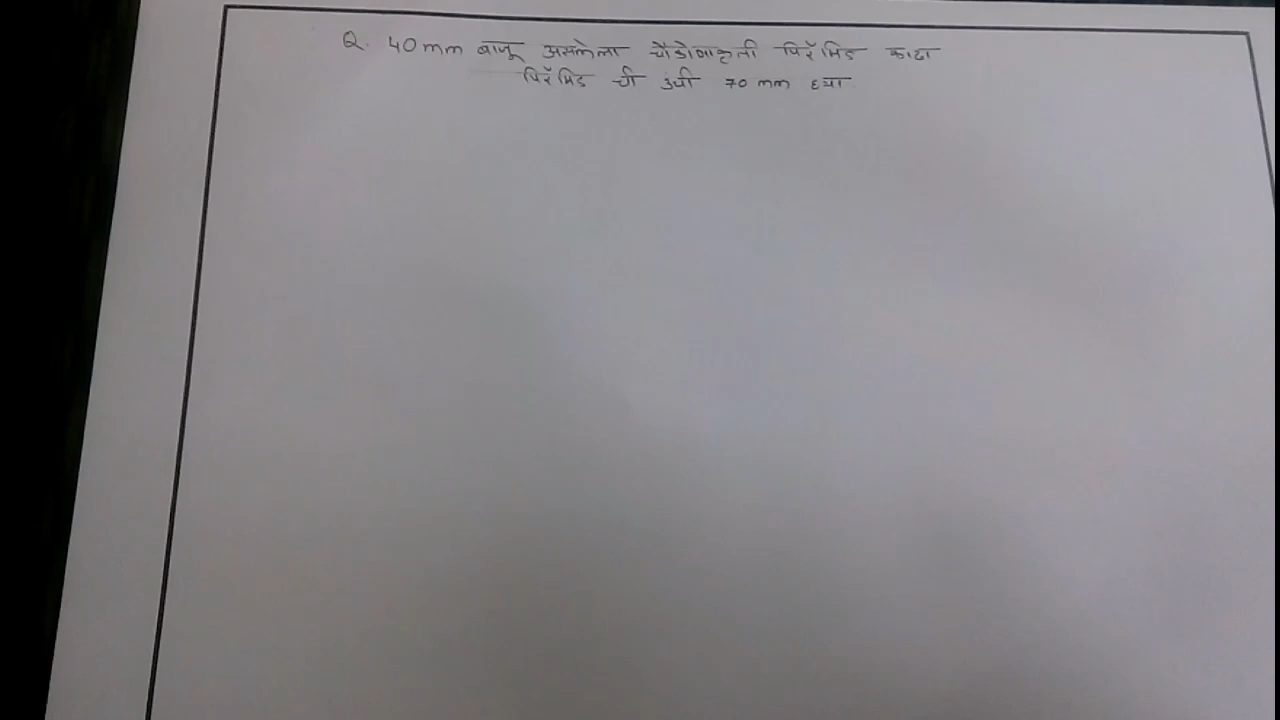 Q. 40 mm बाजू असलेला चौकोनाकृती पिरॅमिड काढा
पिरॅमिड ची उंची 70 mm घ्या